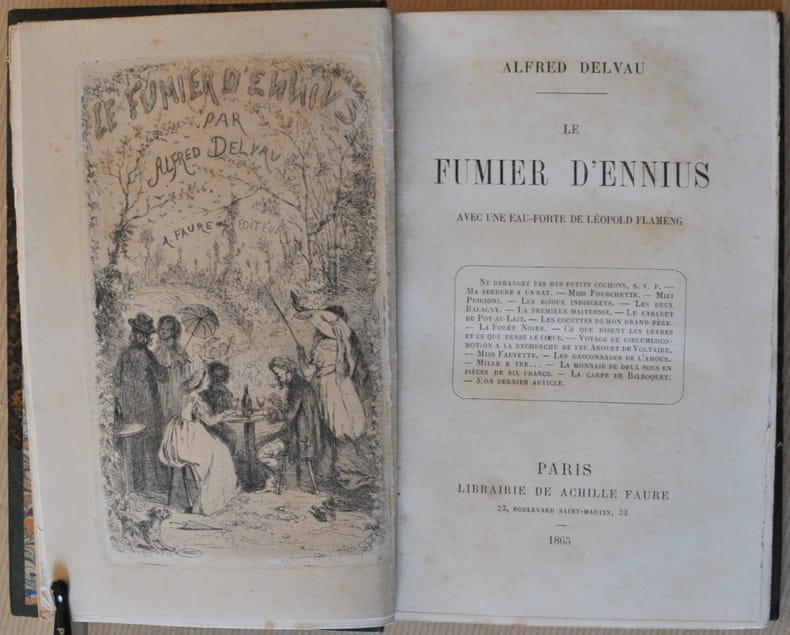 LE FUMIER D'ENNIUS
PAR
ALFRED DELVAU
A. FAURE EDITEUR
ALFRED DELVAU
LE
FUMIER D'ENNIUS
AVEC UNE EAU-FORTE DE LÉOPOLD FLAMENG
NE DÉRANGEZ PAS MES PETITS COCHONS, S. V. P. —
MA SERRURE A UN RAT. — MISS FOURCHETTE. — MIEI
PRIGIONI. — LES BIJOUX INDISCRETS. — LES DEUX
BALAGNY. — LA PREMIÈRE MAITRESSE. — LE CABARET
DU POT-AU-LAIT. — LES COCOTTES DE MON GRAND-PÈRE.
— LA FORÊT NOIRE. — CE QUE DISENT LES LÈVRES
ET CE QUE PENSE LE CŒUR. — VOYAGE DE CIRCUMLOCO-
MOTION A LA RECHERCHE DE FEU AROUET DE VOLTAIRE.
— MISS FAUVETTE. — LES GASCONNADES DE L'AMOUR.
— MILLE E TRE... — LA MONNAIE DE DEUX SOUS EN
PIÈCES DE SIX FRANCS. — LA CARPE DE BILBOQUET.
— MON DERNIER ARTICLE.
PARIS
LIBRAIRIE DE ACHILLE FAURE
23, BOULEVARD SAINT-MARTIN, 23
1865